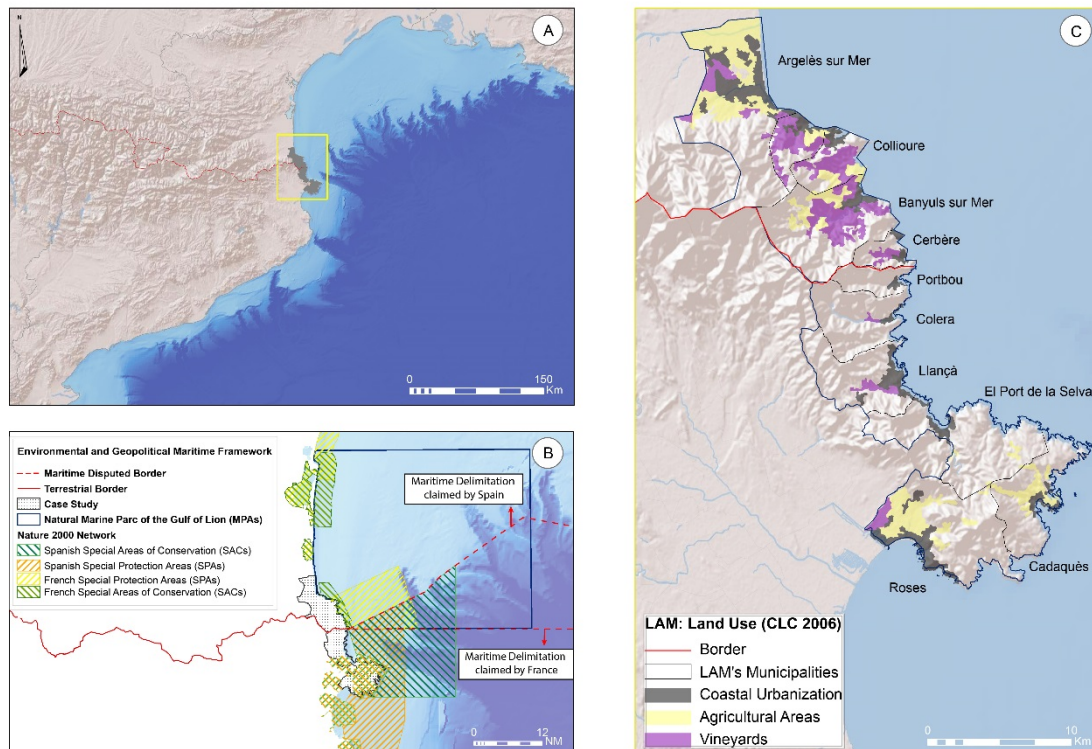 A
N
0
150
Km
B
Environmental and Geopolitical Maritime Framework
Maritime Disputed Border
Terrestrial Border
Case Study
Natural Marine Parc of the Gulf of Lion (MPAs)
Nature 2000 Network
Spanish Special Areas of Conservation (SACs)
Spanish Special Protection Areas (SPAs)
French Special Protection Areas (SPAs)
French Special Areas of Conservation (SACs)
Maritime Delimitation
claimed by Spain
Maritime Delimitation
claimed by France
0
12
NM
C
Argelès sur Mer
Collioure
Banyuls sur Mer
Cerbère
Portbou
Colera
Llançà
El Port de la Selva
Cadaquès
Roses
LAM: Land Use (CLC 2006)
Border
LAM's Municipalities
Coastal Urbanization
Agricultural Areas
Vineyards
0
10
Km